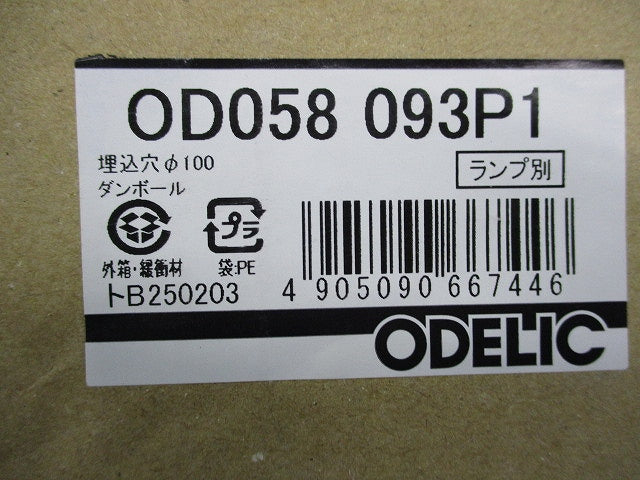 OD058 093P1
埋込穴φ100
ランプ別
ダンボール
プラ
外箱・緩衝材
袋:PE
トB250203
4 905090 667446
ODELIC